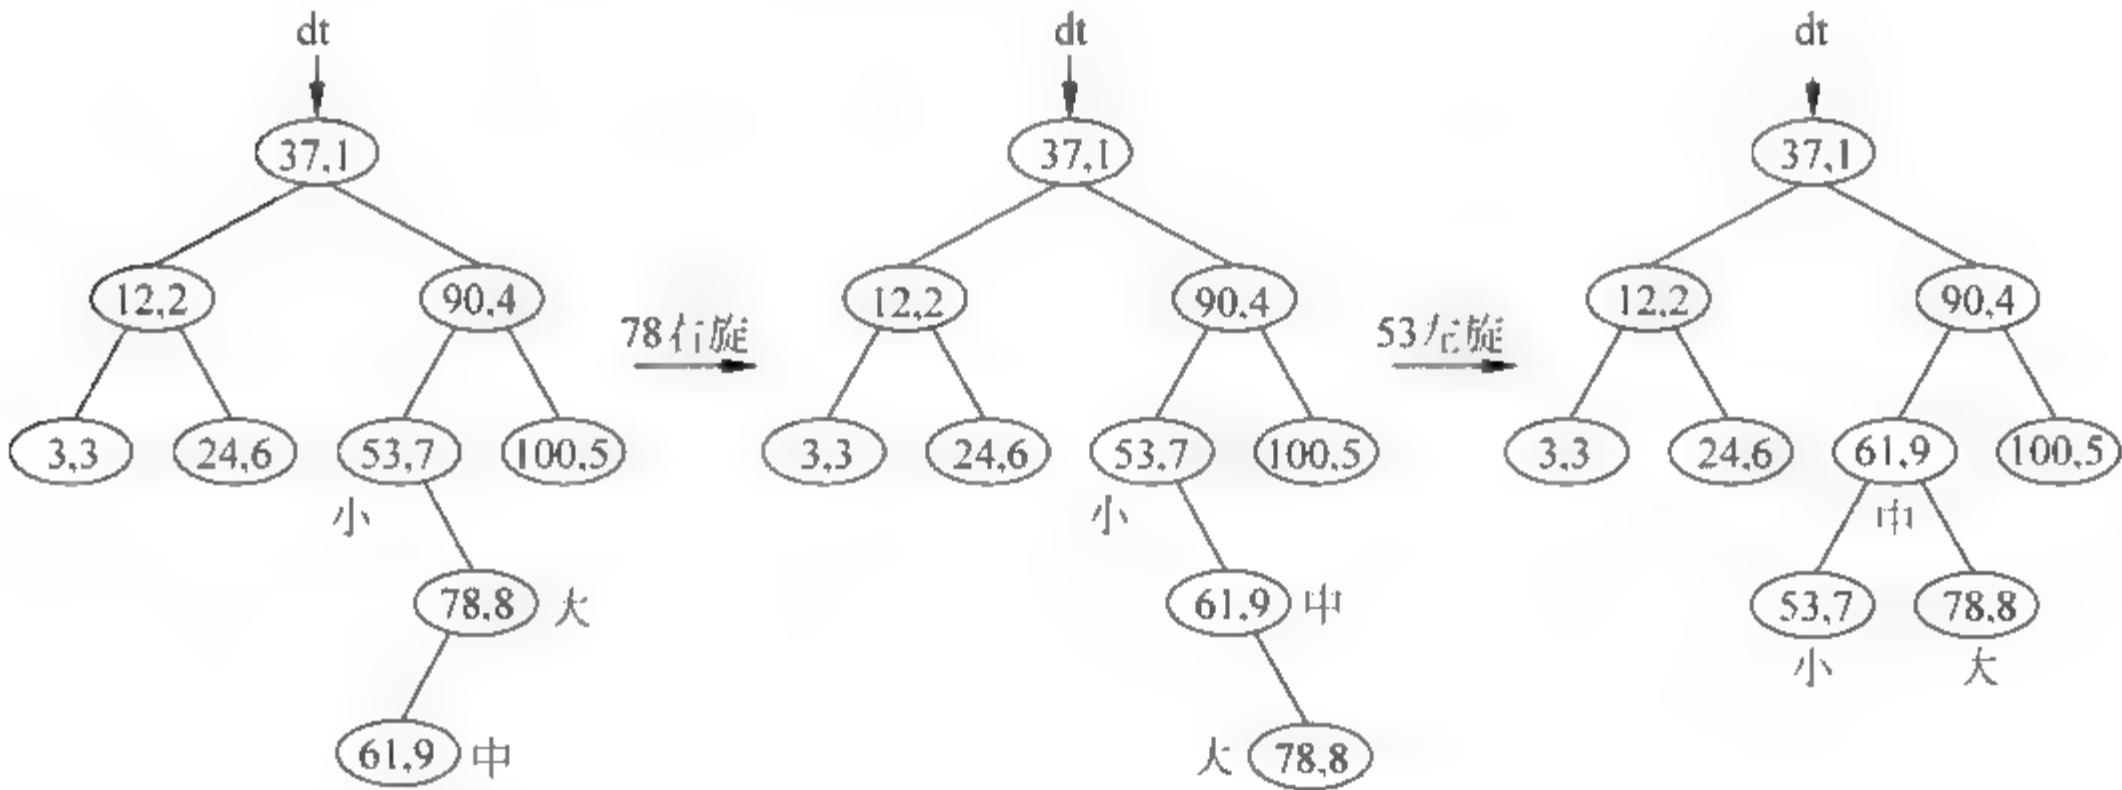 dt dt dt
37,1 37,1 37,1
12,2 90,4 78右旋 12,2 90,4 53左旋 12,2 90,4
3,3 24,6 53,7 100,5 3,3 24,6 53,7 100,5 3,3 24,6 61,9 100,5
小 小 中
78,8 大 61,9 中 53,7 78,8
小 大
61,9 中 大 78,8